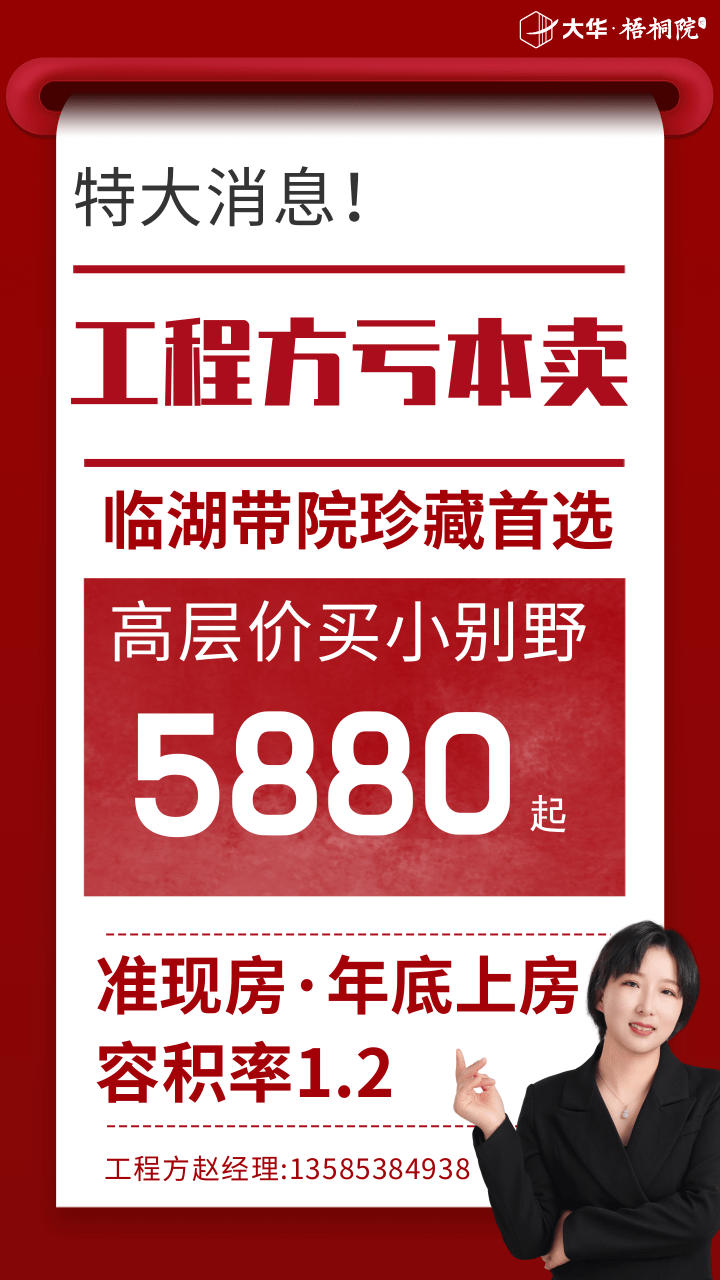 大华·梧桐院
特大消息！
工程方亏本卖
临湖带院珍藏首选
高层价买小别野
5880起
准现房·年底上房
容积率1.2
工程方赵经理:13585384938